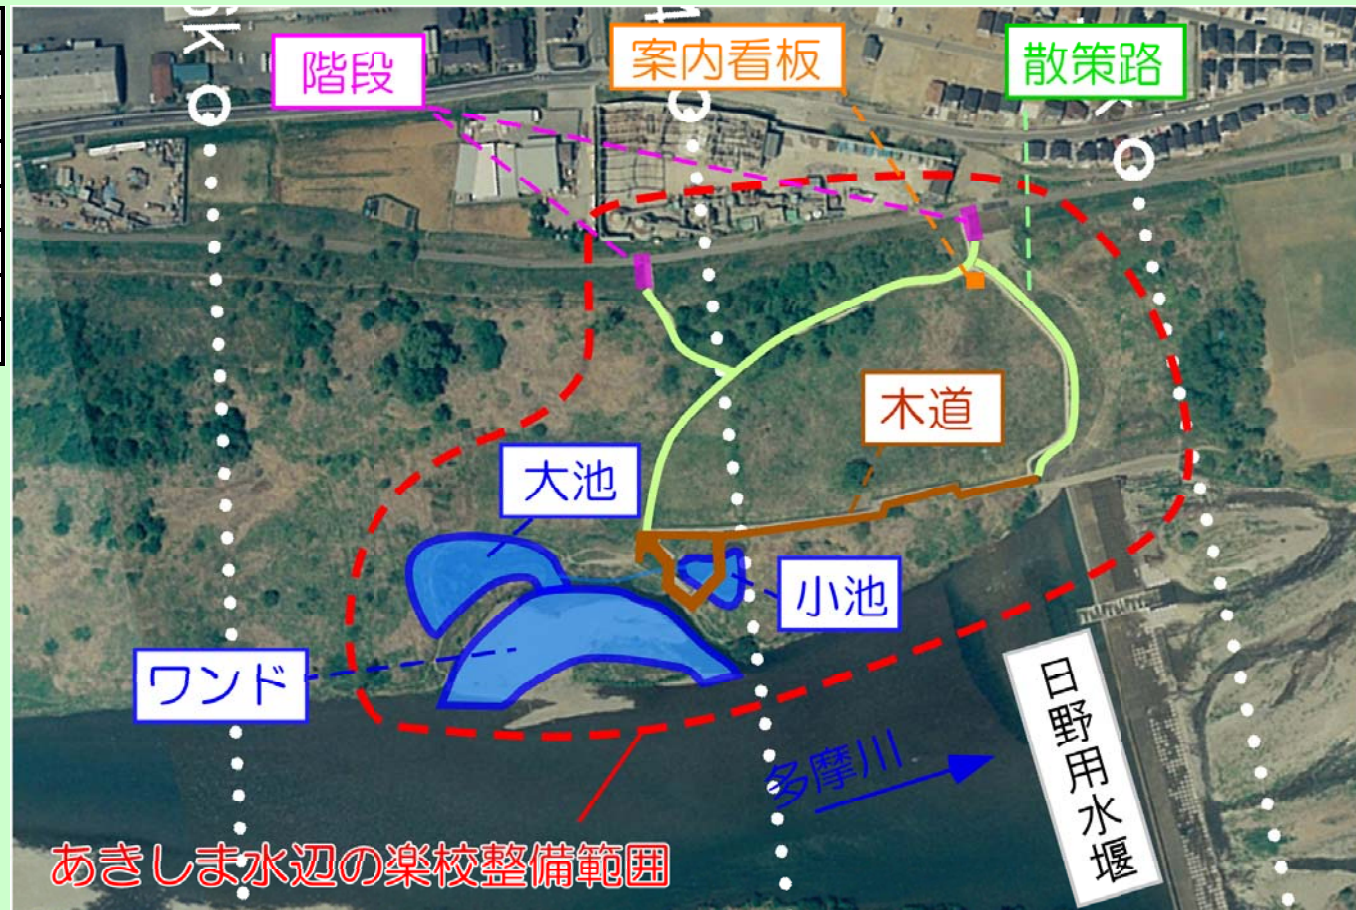 階段
案内看板
散策路
木道
大池
小池
ワンド
多摩川
日野用水堰
あきしま水辺の楽校整備範囲